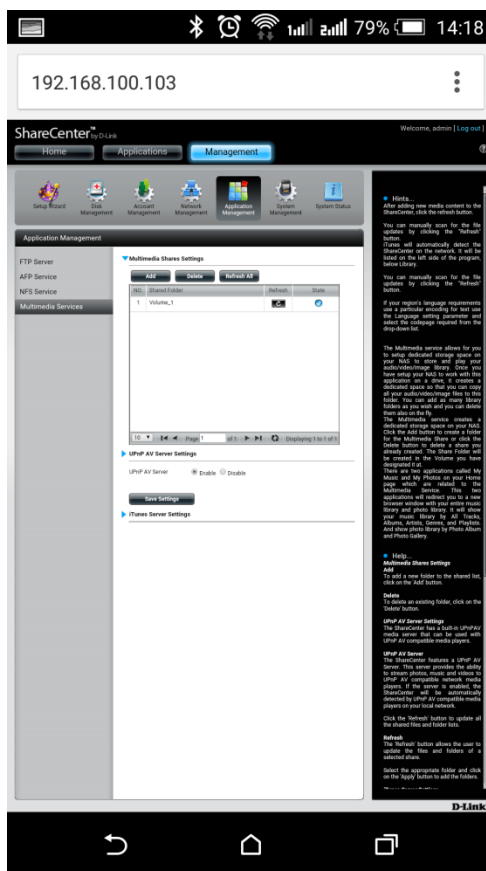 79% 14:18
192.168.100.103
ShareCenter™ by D-Link
Welcome, admin | Log out |
Home Applications Management
Setup Wizard
Disk Management
Account Management
Network Management
Application Management
System Management
System Status
Application Management
FTP Server
AFP Service
NFS Service
Multimedia Services
Multimedia Shares Settings
Add Delete Refresh All
NO. Shared Folder Refresh State
1 Volume_1
10 Page 1 of 1 Displaying 1 to 1 of 1
UPnP AV Server Settings
UPnP AV Server Enable Disable
Save Settings
iTunes Server Settings
Hints...
After adding new media content to the
ShareCenter, click the refresh button.
You can manually scan for the file
updates by clicking the "Refresh"
button.
iTunes will automatically detect the
ShareCenter on the network. It will be
listed on the left side of the program,
below Library.
You can manually scan for the file
updates by clicking the "Refresh"
button.
If your region's language requirements
use a particular encoding for text use
the Language setting parameter and
select the codepage required from the
drop-down list.
The Multimedia service allows for you
to setup dedicated storage space on
your NAS to store and play your
audio/video/image library. Once you
have setup your NAS to work with this
application on a drive, it creates a
dedicated space so that you can copy
all your audio/video/image files to this
folder. You can add as many library
folders as you wish and you can delete
them also on the fly.
The Multimedia service creates a
dedicated storage space on your NAS.
Click the Add button to create a folder
for the Multimedia Share or click the
Delete button to delete a share you
already created. The Share Folder will
be created in the Volume you have
designated it at.
There are two applications called My
Music and My Photos on your Home
page which are related to the
Multimedia Service. This two
applications will redirect you to a new
browser window with your entire music
library and photo library. It will show
your music library by All Tracks,
Albums, Artists, Genres, and Playlists.
And show photo library by Photo Album
and Photo Gallery.
Help...
Multimedia Shares Settings
Add
To add a new folder to the shared list,
click on the 'Add' button.
Delete
To delete an existing folder, click on the
'Delete' button.
UPnP AV Server Settings
The ShareCenter has a built-in UPnPAV
media server that can be used with
UPnP AV compatible media players.
UPnP AV Server
The ShareCenter features a UPnP AV
Server. This server provides the ability
to stream photos, music and videos to
UPnP AV compatible network media
players. If the server is enabled, the
ShareCenter will be automatically
detected by UPnP AV compatible media
players on your local network.
Click the 'Refresh' button to update all
the shared files and folder lists.
Refresh
The 'Refresh' button allows the user to
update the files and folders of a
selected share.
Select the appropriate folder and click
on the 'Apply' button to add the folders.
D-Link